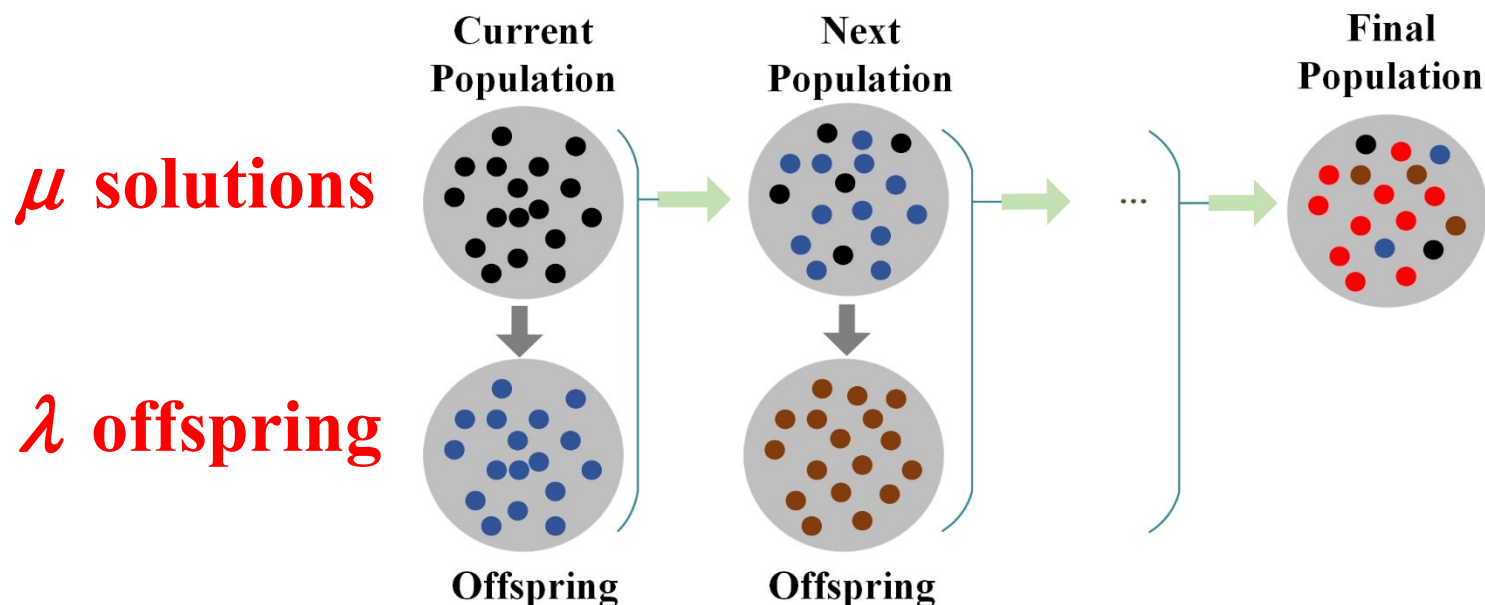 Current
Population
Next
Population
Final
Population
μ solutions
...
λ offspring
Offspring
Offspring